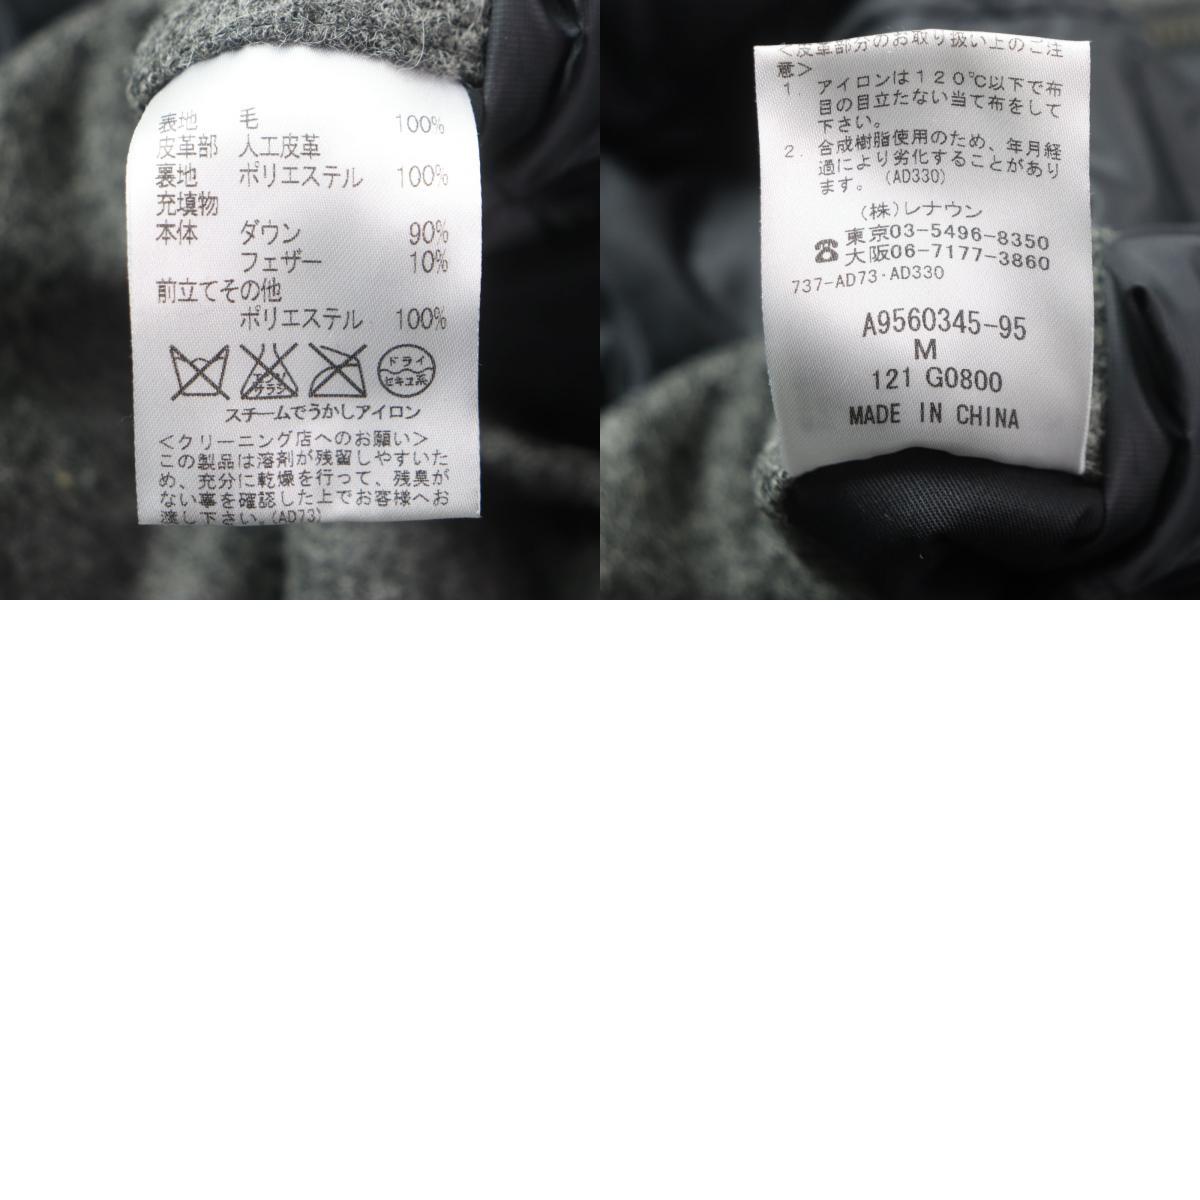 表地 毛 100%
皮革部 人工皮革
裏地 ポリエステル 100%
充填物
本体 ダウン 90%
フェザー 10%
前立てその他
ポリエステル 100%
エンソサラシ
ドライ
セキユ系
スチームでうかしアイロン
<クリーニング店へのお願い>
この製品は溶剤が残留しやすいた
め、充分に乾燥を行って、残臭が
ない事を確認した上でお客様へお
渡し下さい。(AD73)
<皮革部分のお取り扱い上のご注
意>
1. アイロンは120℃以下で布
目の目立たない当て布をして
下さい。
2. 合成樹脂使用のため、年月経
過により劣化することがあり
ます。(AD330)
(株)レナウン
☎東京03-5496-8350
大阪06-7177-3860
737-AD73·AD330
A9560345-95
M
121 G0800
MADE IN CHINA